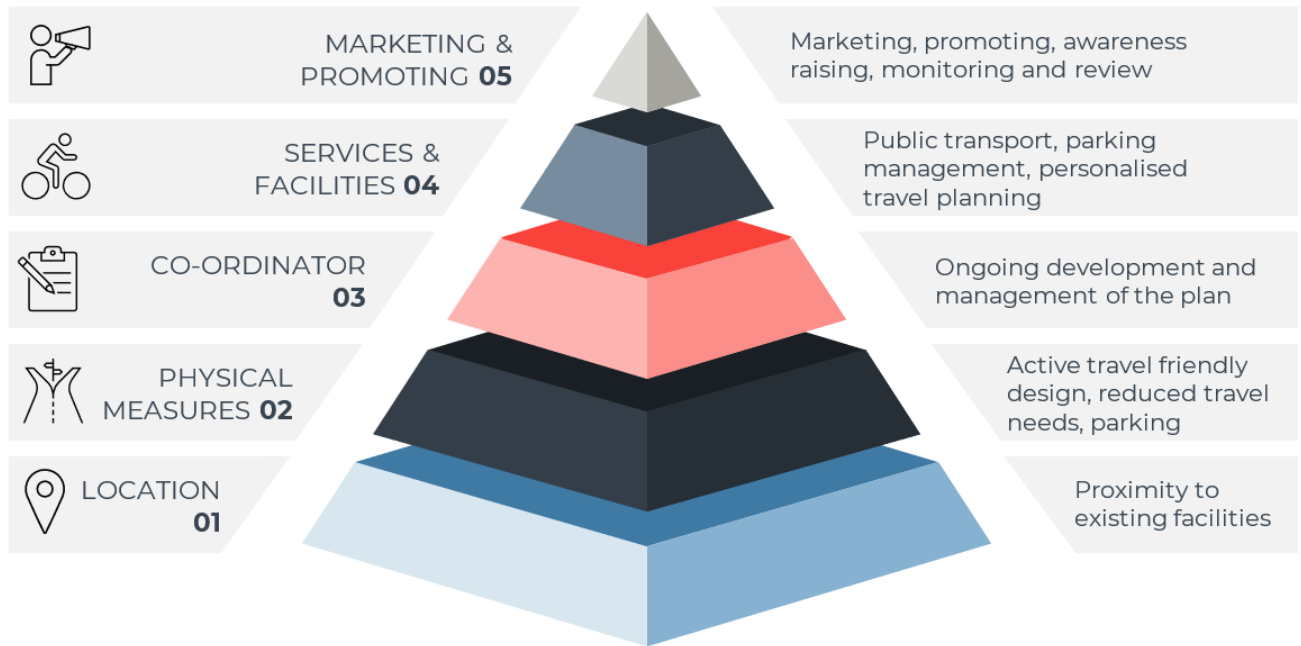 MARKETING &
PROMOTING 05
Marketing, promoting, awareness
raising, monitoring and review
SERVICES &
FACILITIES 04
Public transport, parking
management, personalised
travel planning
CO-ORDINATOR
03
Ongoing development and
management of the plan
PHYSICAL
MEASURES 02
Active travel friendly
design, reduced travel
needs, parking
LOCATION
01
Proximity to
existing facilities